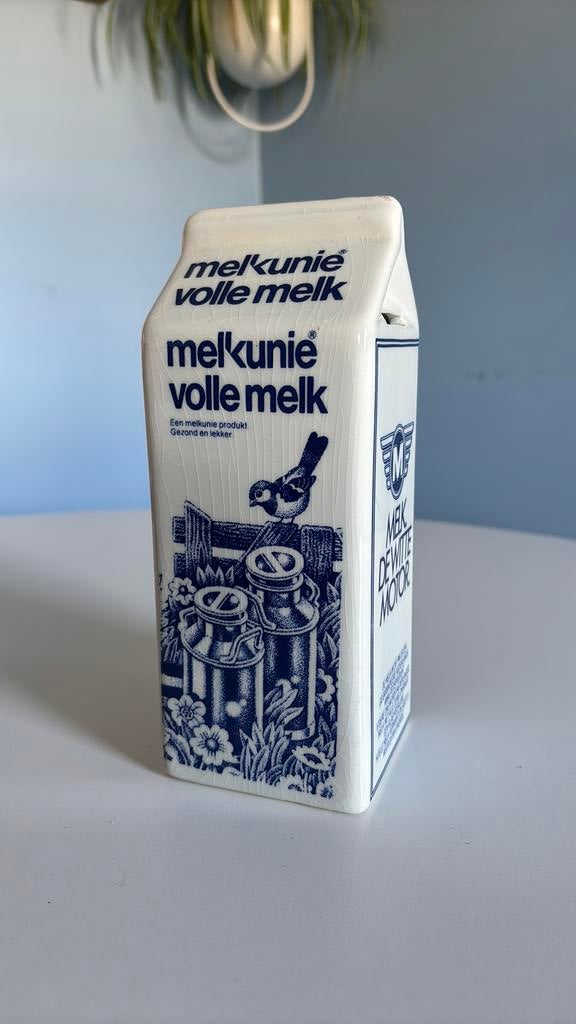 melkunie®
volle melk
melkunie®
volle melk
Een melkunie produkt
Gezond en lekker
M
MELK.
DE WITTE
MOTOR.